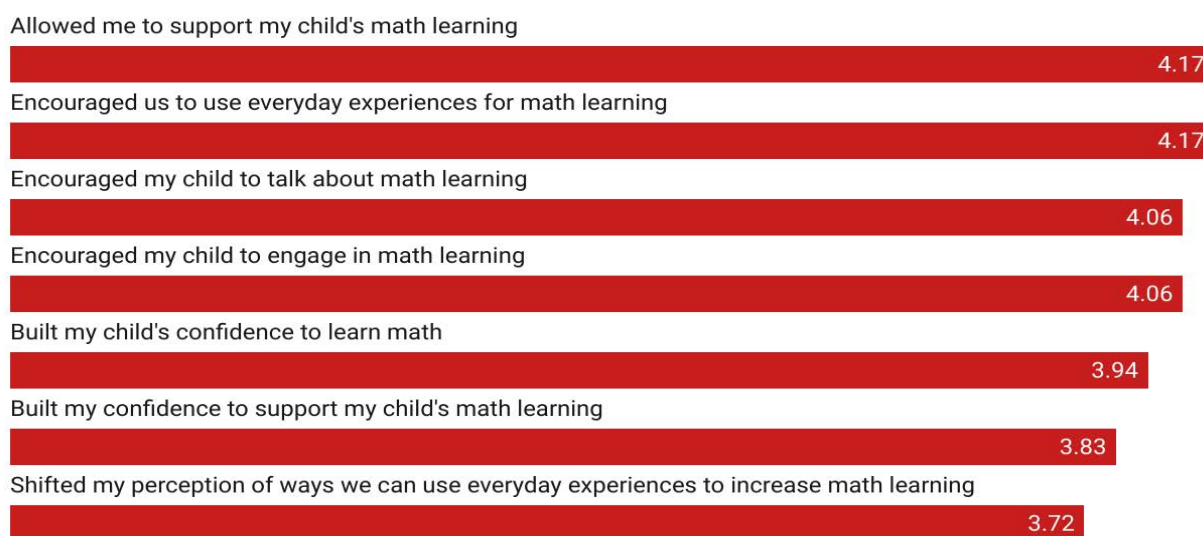 Allowed me to support my child's math learning
4.17
Encouraged us to use everyday experiences for math learning
4.17
Encouraged my child to talk about math learning
4.06
Encouraged my child to engage in math learning
4.06
Built my child's confidence to learn math
3.94
Built my confidence to support my child's math learning
3.83
Shifted my perception of ways we can use everyday experiences to increase math learning
3.72